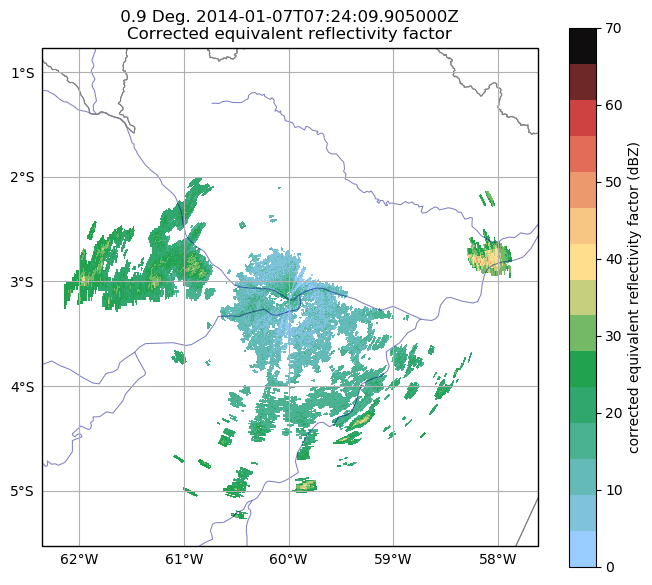 0.9 Deg. 2014-01-07T07:24:09.905000Z
Corrected equivalent reflectivity factor
1°S
2°S
3°S
4°S
5°S
62°W
61°W
60°W
59°W
58°W
70
60
50
40
30
20
10
0
corrected equivalent reflectivity factor (dBZ)